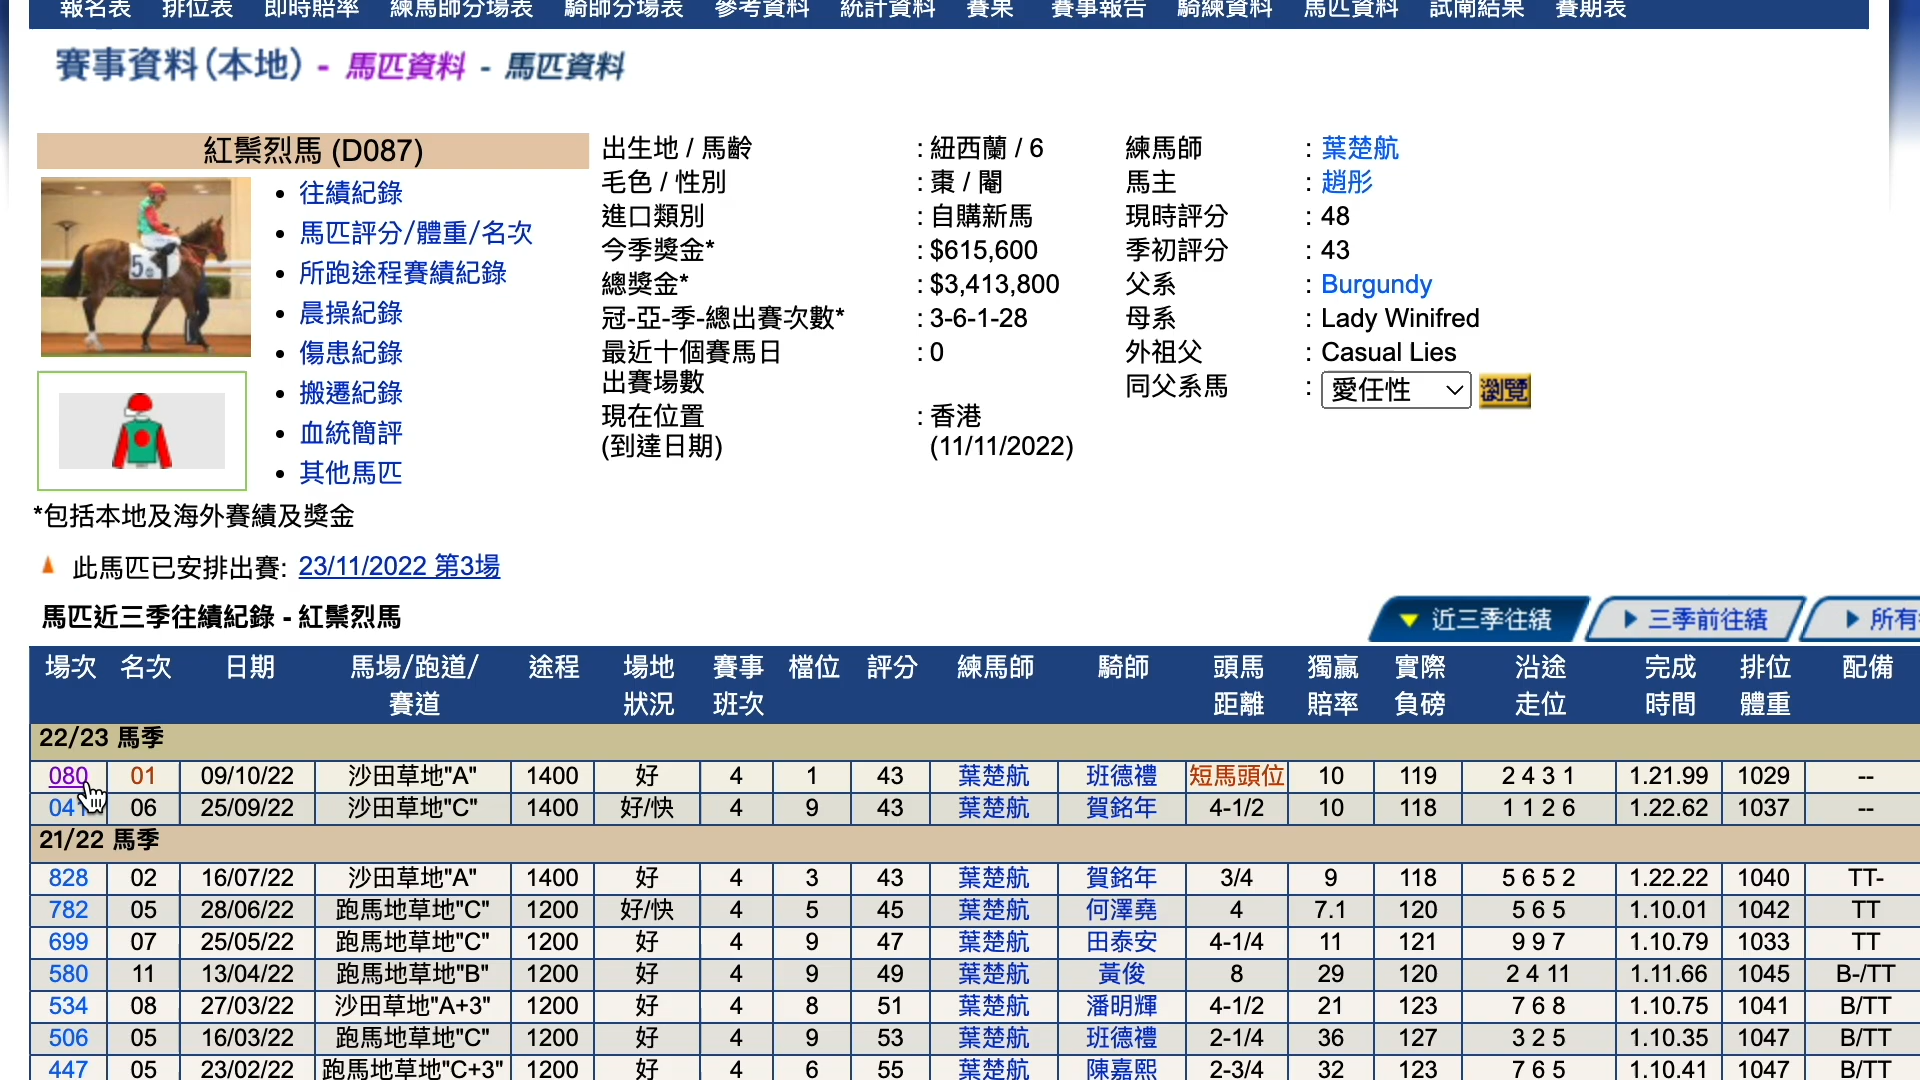 報名表 排位表 即時賠率 練馬師分場表 騎師分場表 參考資料 統計資料 賽果 賽事報告 騎練資料 馬匹資料 試閘結果 賽期表
賽事資料(本地) - 馬匹資料 - 馬匹資料
紅鬃烈馬 (D087)
往績紀錄
馬匹評分/體重/名次
所跑途程賽績紀錄
晨操紀錄
傷患紀錄
搬遷紀錄
血統簡評
其他馬匹
出生地 / 馬齡 : 紐西蘭 / 6
毛色 / 性別 : 棗 / 閹
進口類別 : 自購新馬
今季獎金* : $615,600
總獎金* : $3,413,800
冠-亞-季-總出賽次數* : 3-6-1-28
最近十個賽馬日 : 0
出賽場數
現在位置 : 香港
(到達日期) (11/11/2022)
練馬師 : 葉楚航
馬主 : 趙彤
現時評分 : 48
季初評分 : 43
父系 : Burgundy
母系 : Lady Winifred
外祖父 : Casual Lies
同父系馬 : 愛任性 瀏覽
*包括本地及海外賽績及獎金
此馬匹已安排出賽: 23/11/2022 第3場
馬匹近三季往績紀錄 - 紅鬃烈馬
近三季往績 三季前往績 所有
場次 名次 日期 馬場/跑道/ 途程 場地 賽事 檔位 評分 練馬師 騎師 頭馬 獨贏 實際 沿途 完成 排位 配備
賽道 狀況 班次 距離 賠率 負磅 走位 時間 體重
22/23 馬季
080 01 09/10/22 沙田草地"A" 1400 好 4 1 43 葉楚航 班德禮 短馬頭位 10 119 2 4 3 1 1.21.99 1029 --
041 06 25/09/22 沙田草地"C" 1400 好/快 4 9 43 葉楚航 賀銘年 4-1/2 10 118 1 1 2 6 1.22.62 1037 --
21/22 馬季
828 02 16/07/22 沙田草地"A" 1400 好 4 3 43 葉楚航 賀銘年 3/4 9 118 5 6 5 2 1.22.22 1040 TT-
782 05 28/06/22 跑馬地草地"C" 1200 好/快 4 5 45 葉楚航 何澤堯 4 7.1 120 5 6 5 1.10.01 1042 TT
699 07 25/05/22 跑馬地草地"C" 1200 好 4 9 47 葉楚航 田泰安 4-1/4 11 121 9 9 7 1.10.79 1033 TT
580 11 13/04/22 跑馬地草地"B" 1200 好 4 9 49 葉楚航 黃俊 8 29 120 2 4 11 1.11.66 1045 B-/TT
534 08 27/03/22 沙田草地"A+3" 1200 好 4 8 51 葉楚航 潘明輝 4-1/2 21 123 7 6 8 1.10.75 1041 B/TT
506 05 16/03/22 跑馬地草地"C" 1200 好 4 9 53 葉楚航 班德禮 2-1/4 36 127 3 2 5 1.10.35 1047 B/TT
447 05 23/02/22 跑馬地草地"C+3" 1200 好 4 6 55 葉楚航 陳嘉熙 2-3/4 32 123 7 6 5 1.10.41 1047 B/TT